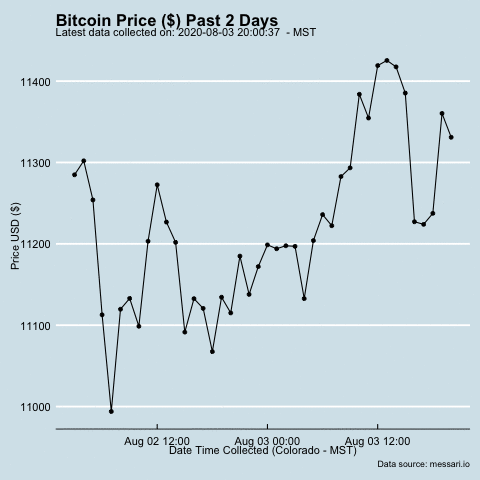 Bitcoin Price ($) Past 2 Days
Latest data collected on: 2020-08-03 20:00:37  - MST
11400
11300
11200
11100
11000
Price USD ($)
Aug 02 12:00 Aug 03 00:00 Aug 03 12:00
Date Time Collected (Colorado - MST)
Data source: messari.io